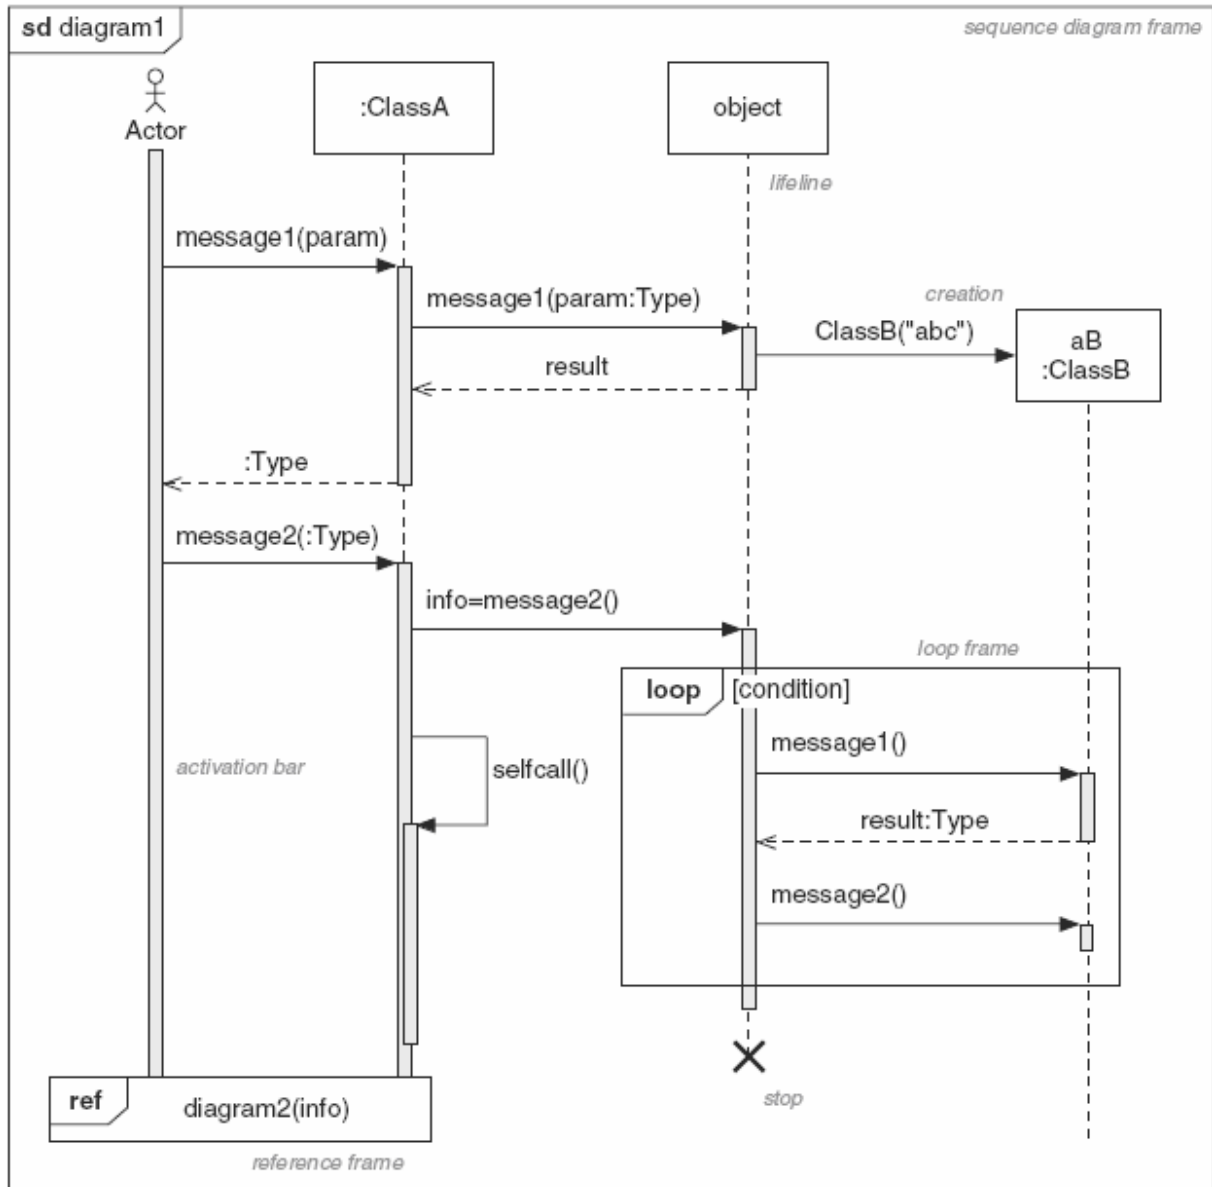 sd diagram1
sequence diagram frame
Actor
:ClassA
object
lifeline
message1(param)
message1(param:Type)
creation
ClassB("abc")
aB
:ClassB
result
:Type
message2(:Type)
info=message2()
loop frame
loop [condition]
message1()
activation bar
selfcall()
result:Type
message2()
ref
diagram2(info)
stop
reference frame